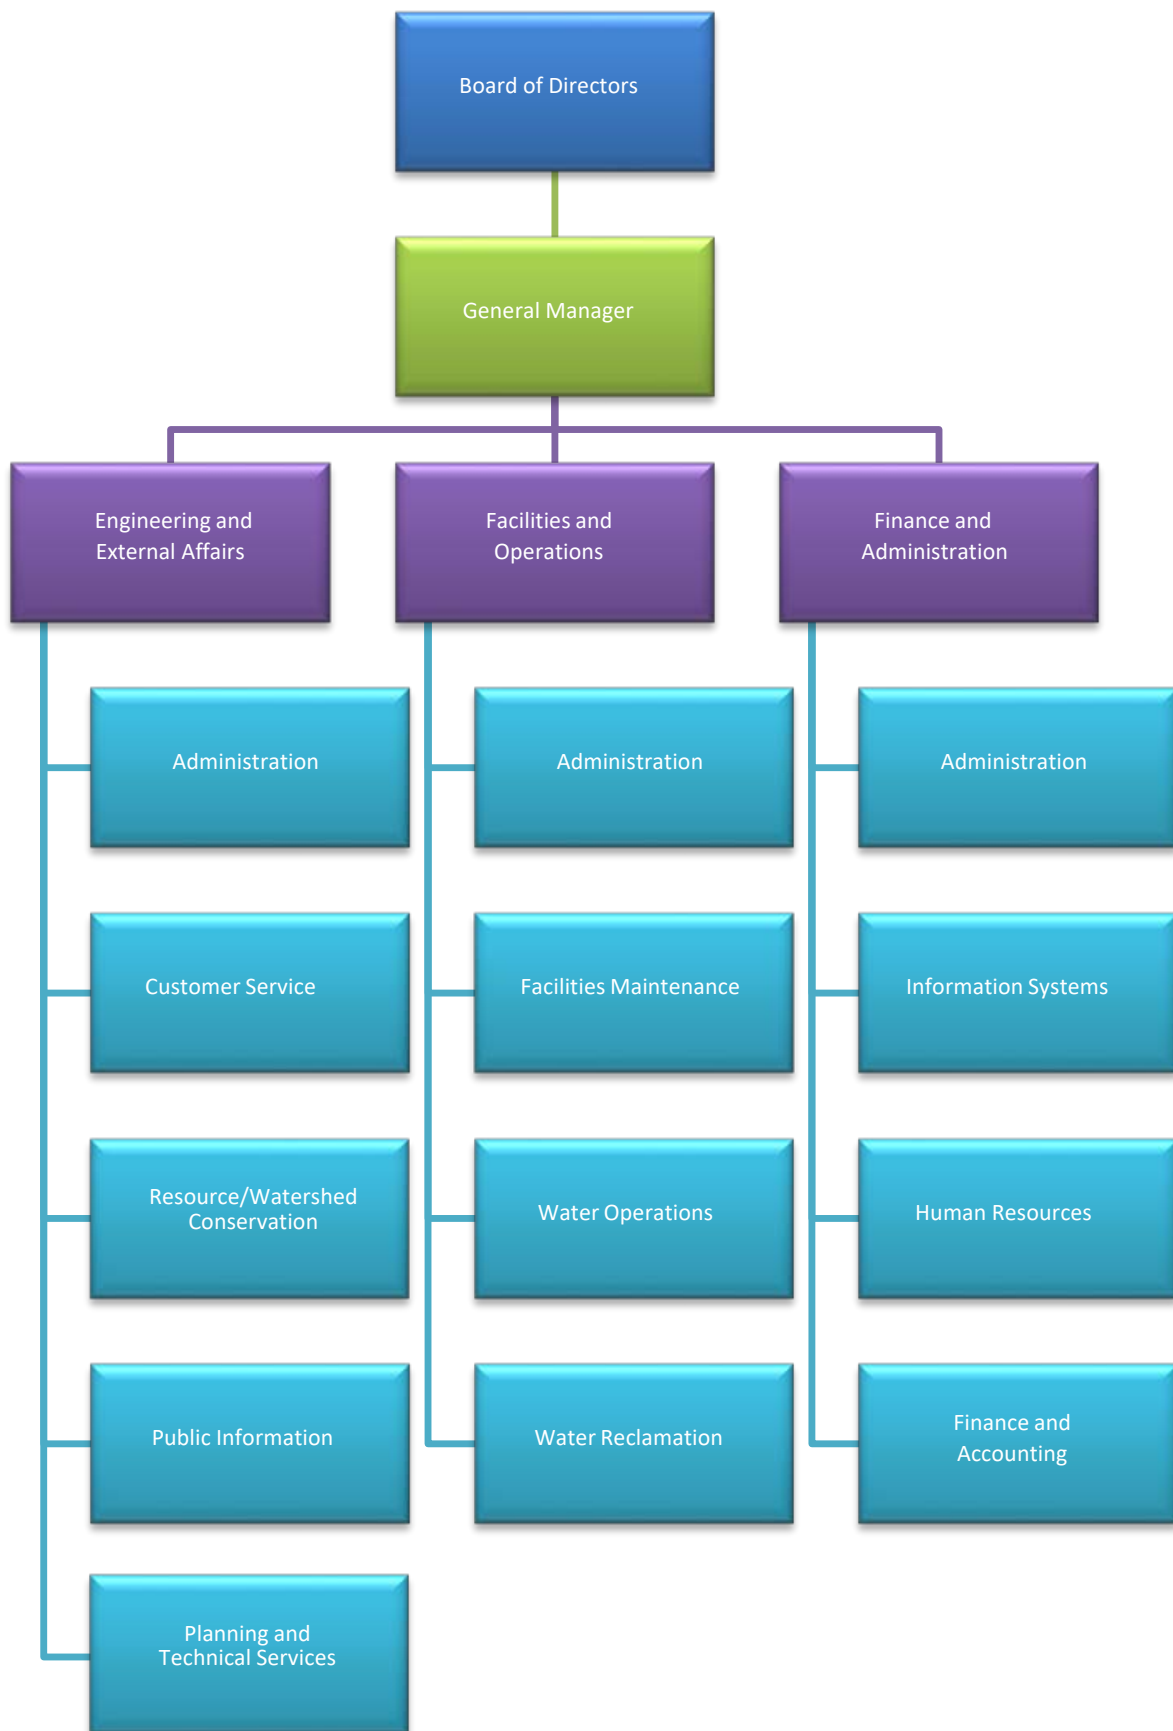 Board of Directors
General Manager
Engineering and
External Affairs
Facilities and
Operations
Finance and
Administration
Administration
Administration
Administration
Customer Service
Facilities Maintenance
Information Systems
Resource/Watershed
Conservation
Water Operations
Human Resources
Public Information
Water Reclamation
Finance and
Accounting
Planning and
Technical Services